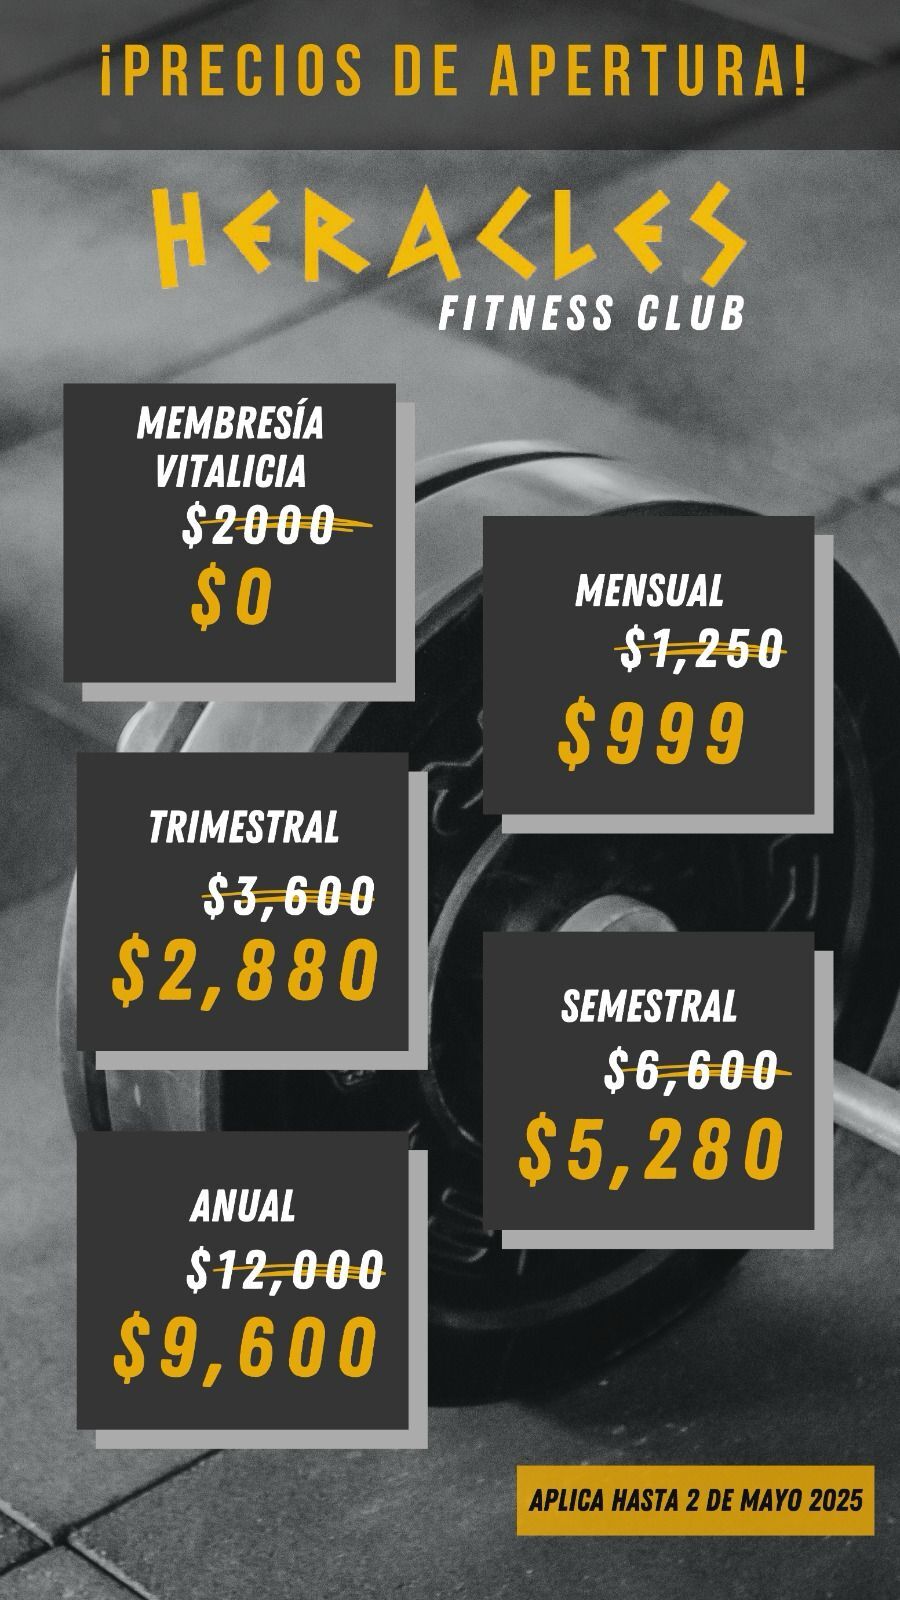 ¡PRECIOS DE APERTURA!
HERACLES
FITNESS CLUB
MEMBRESÍA
VITALICIA
$2000
$0
MENSUAL
$1,250
$999
TRIMESTRAL
$3,600
$2,880
SEMESTRAL
$6,600
$5,280
ANUAL
$12,000
$9,600
APLICA HASTA 2 DE MAYO 2025